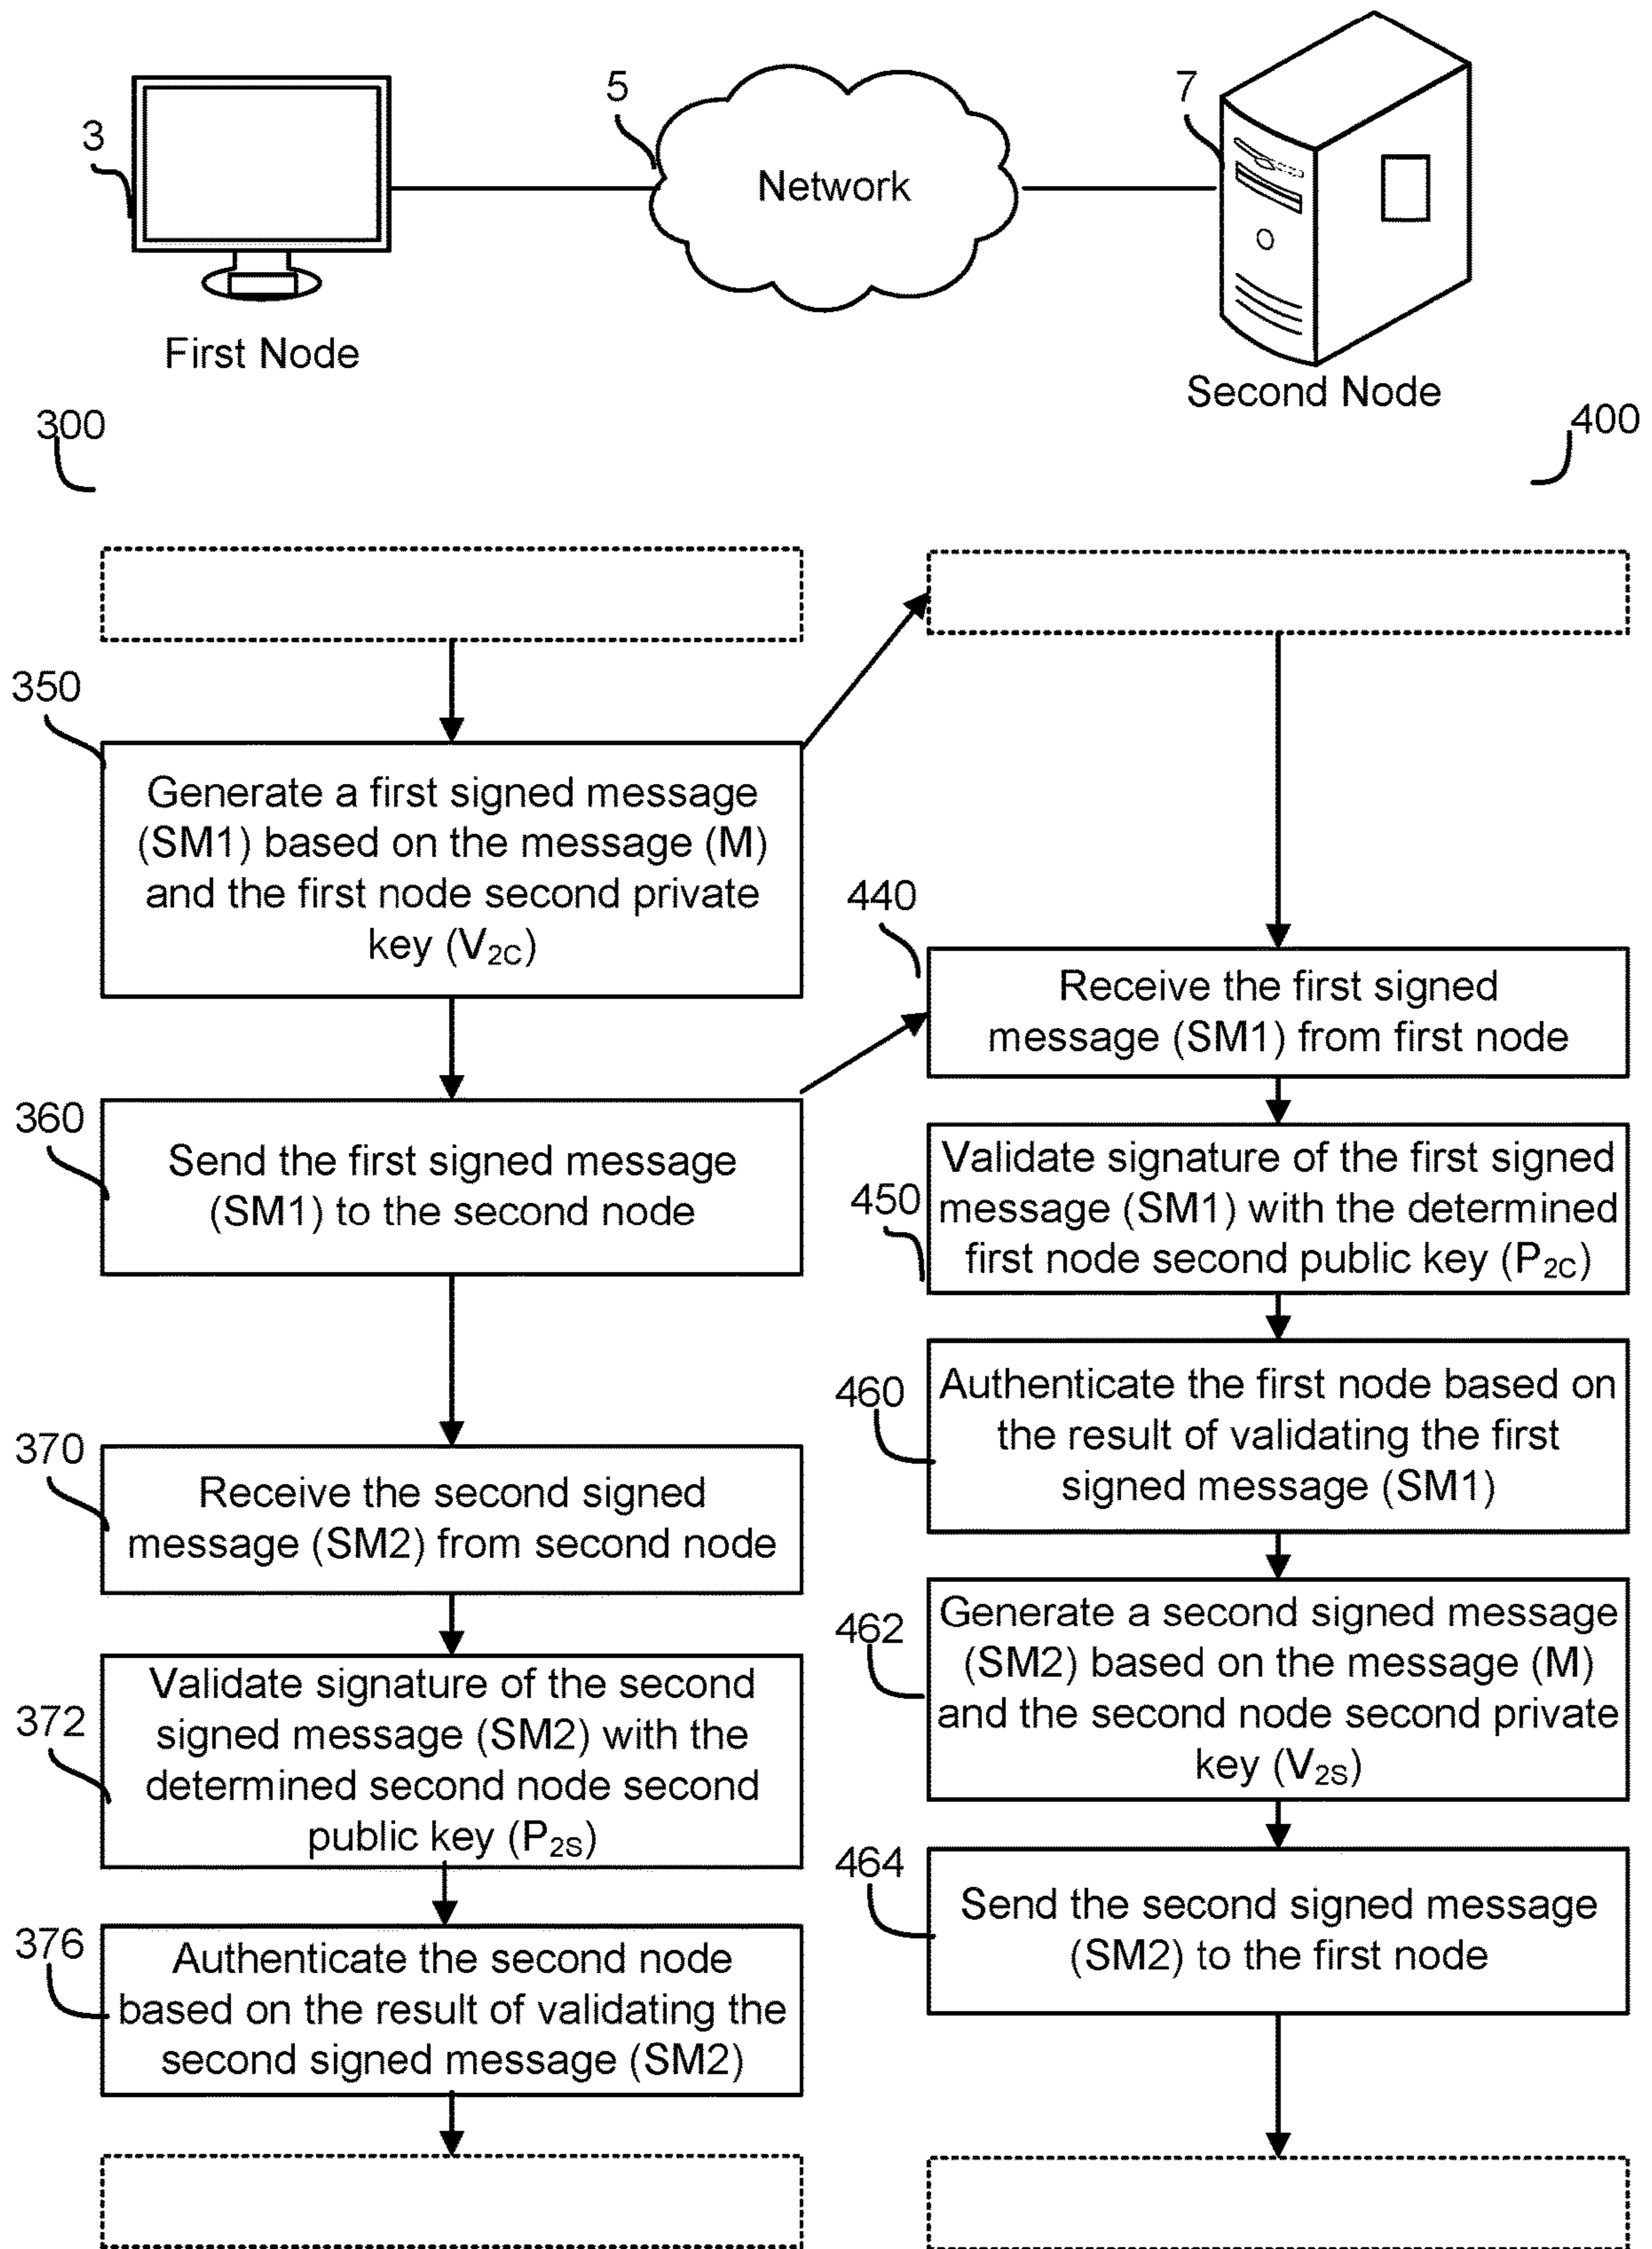 3
5
7
Network
First Node
Second Node
300
400
350
Generate a first signed message
(SM1) based on the message (M)
and the first node second private
key (V2C)
360
Send the first signed message
(SM1) to the second node
370
Receive the second signed
message (SM2) from second node
372
Validate signature of the second
signed message (SM2) with the
determined second node second
public key (P2S)
376
Authenticate the second node
based on the result of validating the
second signed message (SM2)
440
Receive the first signed
message (SM1) from first node
450
Validate signature of the first signed
message (SM1) with the determined
first node second public key (P2C)
460
Authenticate the first node based on
the result of validating the first
signed message (SM1)
462
Generate a second signed message
(SM2) based on the message (M)
and the second node second private
key (V2S)
464
Send the second signed message
(SM2) to the first node